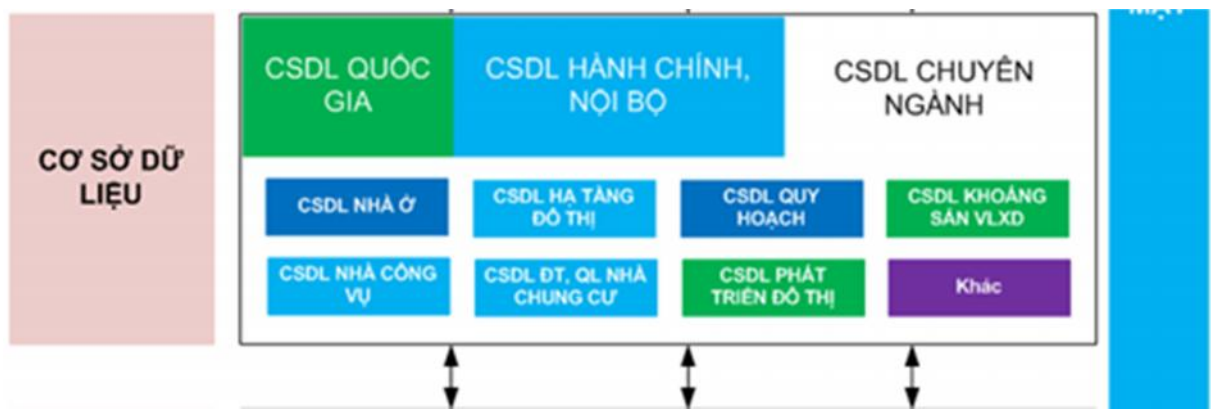 CƠ SỞ DỮ
LIỆU
CSDL QUỐC
GIA
CSDL HÀNH CHÍNH,
NỘI BỘ
CSDL CHUYÊN
NGÀNH
CSDL NHÀ Ở
CSDL HẠ TẦNG
ĐÔ THỊ
CSDL QUY
HOẠCH
CSDL KHOÁNG
SẢN VLXD
CSDL NHÀ CÔNG
VỤ
CSDL ĐT, QL NHÀ
CHUNG CƯ
CSDL PHÁT
TRIỂN ĐÔ THỊ
Khác